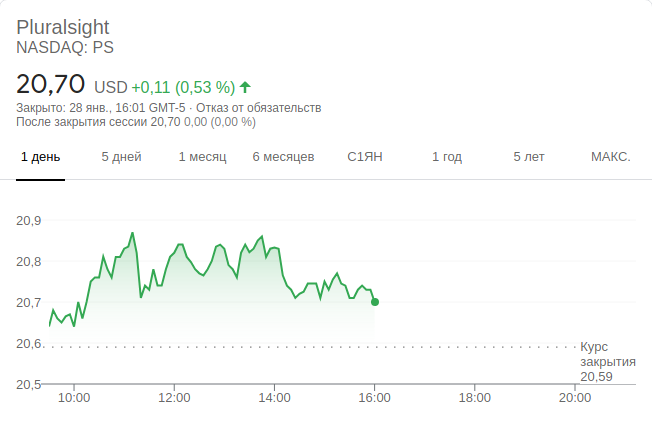 Pluralsight
NASDAQ: PS
20,70 USD +0,11 (0,53 %)
Закрыто: 28 янв., 16:01 GMT-5 · Отказ от обязательств
После закрытия сессии 20,70 0,00 (0,00 %)
1 день 5 дней 1 месяц 6 месяцев С1ЯН 1 год 5 лет МАКС.
20,9
20,8
20,7
20,6
20,5
Курс
закрытия
20,59
10:00 12:00 14:00 16:00 18:00 20:00